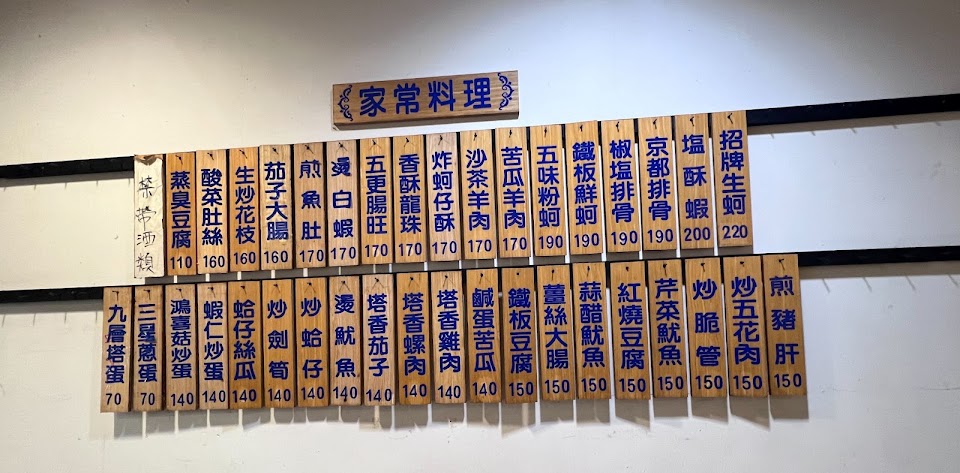 家常料理
招牌生蚵 220
塩酥蝦 200
京都排骨 190
椒塩排骨 190
鐵板鮮蚵 190
五味粉蚵 190
苦瓜羊肉 170
沙茶羊肉 170
炸蚵仔酥 170
香酥龍珠 170
五更腸旺 170
燙白蝦 170
煎魚肚 170
茄子大腸 160
生炒花枝 160
酸菜肚絲 160
蒸臭豆腐 110
禁帶酒類
煎豬肝 150
炒五花肉 150
炒脆管 150
芹菜魷魚 150
紅燒豆腐 150
蒜醋魷魚 150
薑絲大腸 150
鐵板豆腐 150
鹹蛋苦瓜 140
塔香雞肉 140
塔香螺肉 140
塔香茄子 140
燙魷魚 140
炒蛤仔 140
炒劍筍 140
蛤仔絲瓜 140
蝦仁炒蛋 140
鴻喜菇炒蛋 140
三星蔥蛋 70
九層塔蛋 70